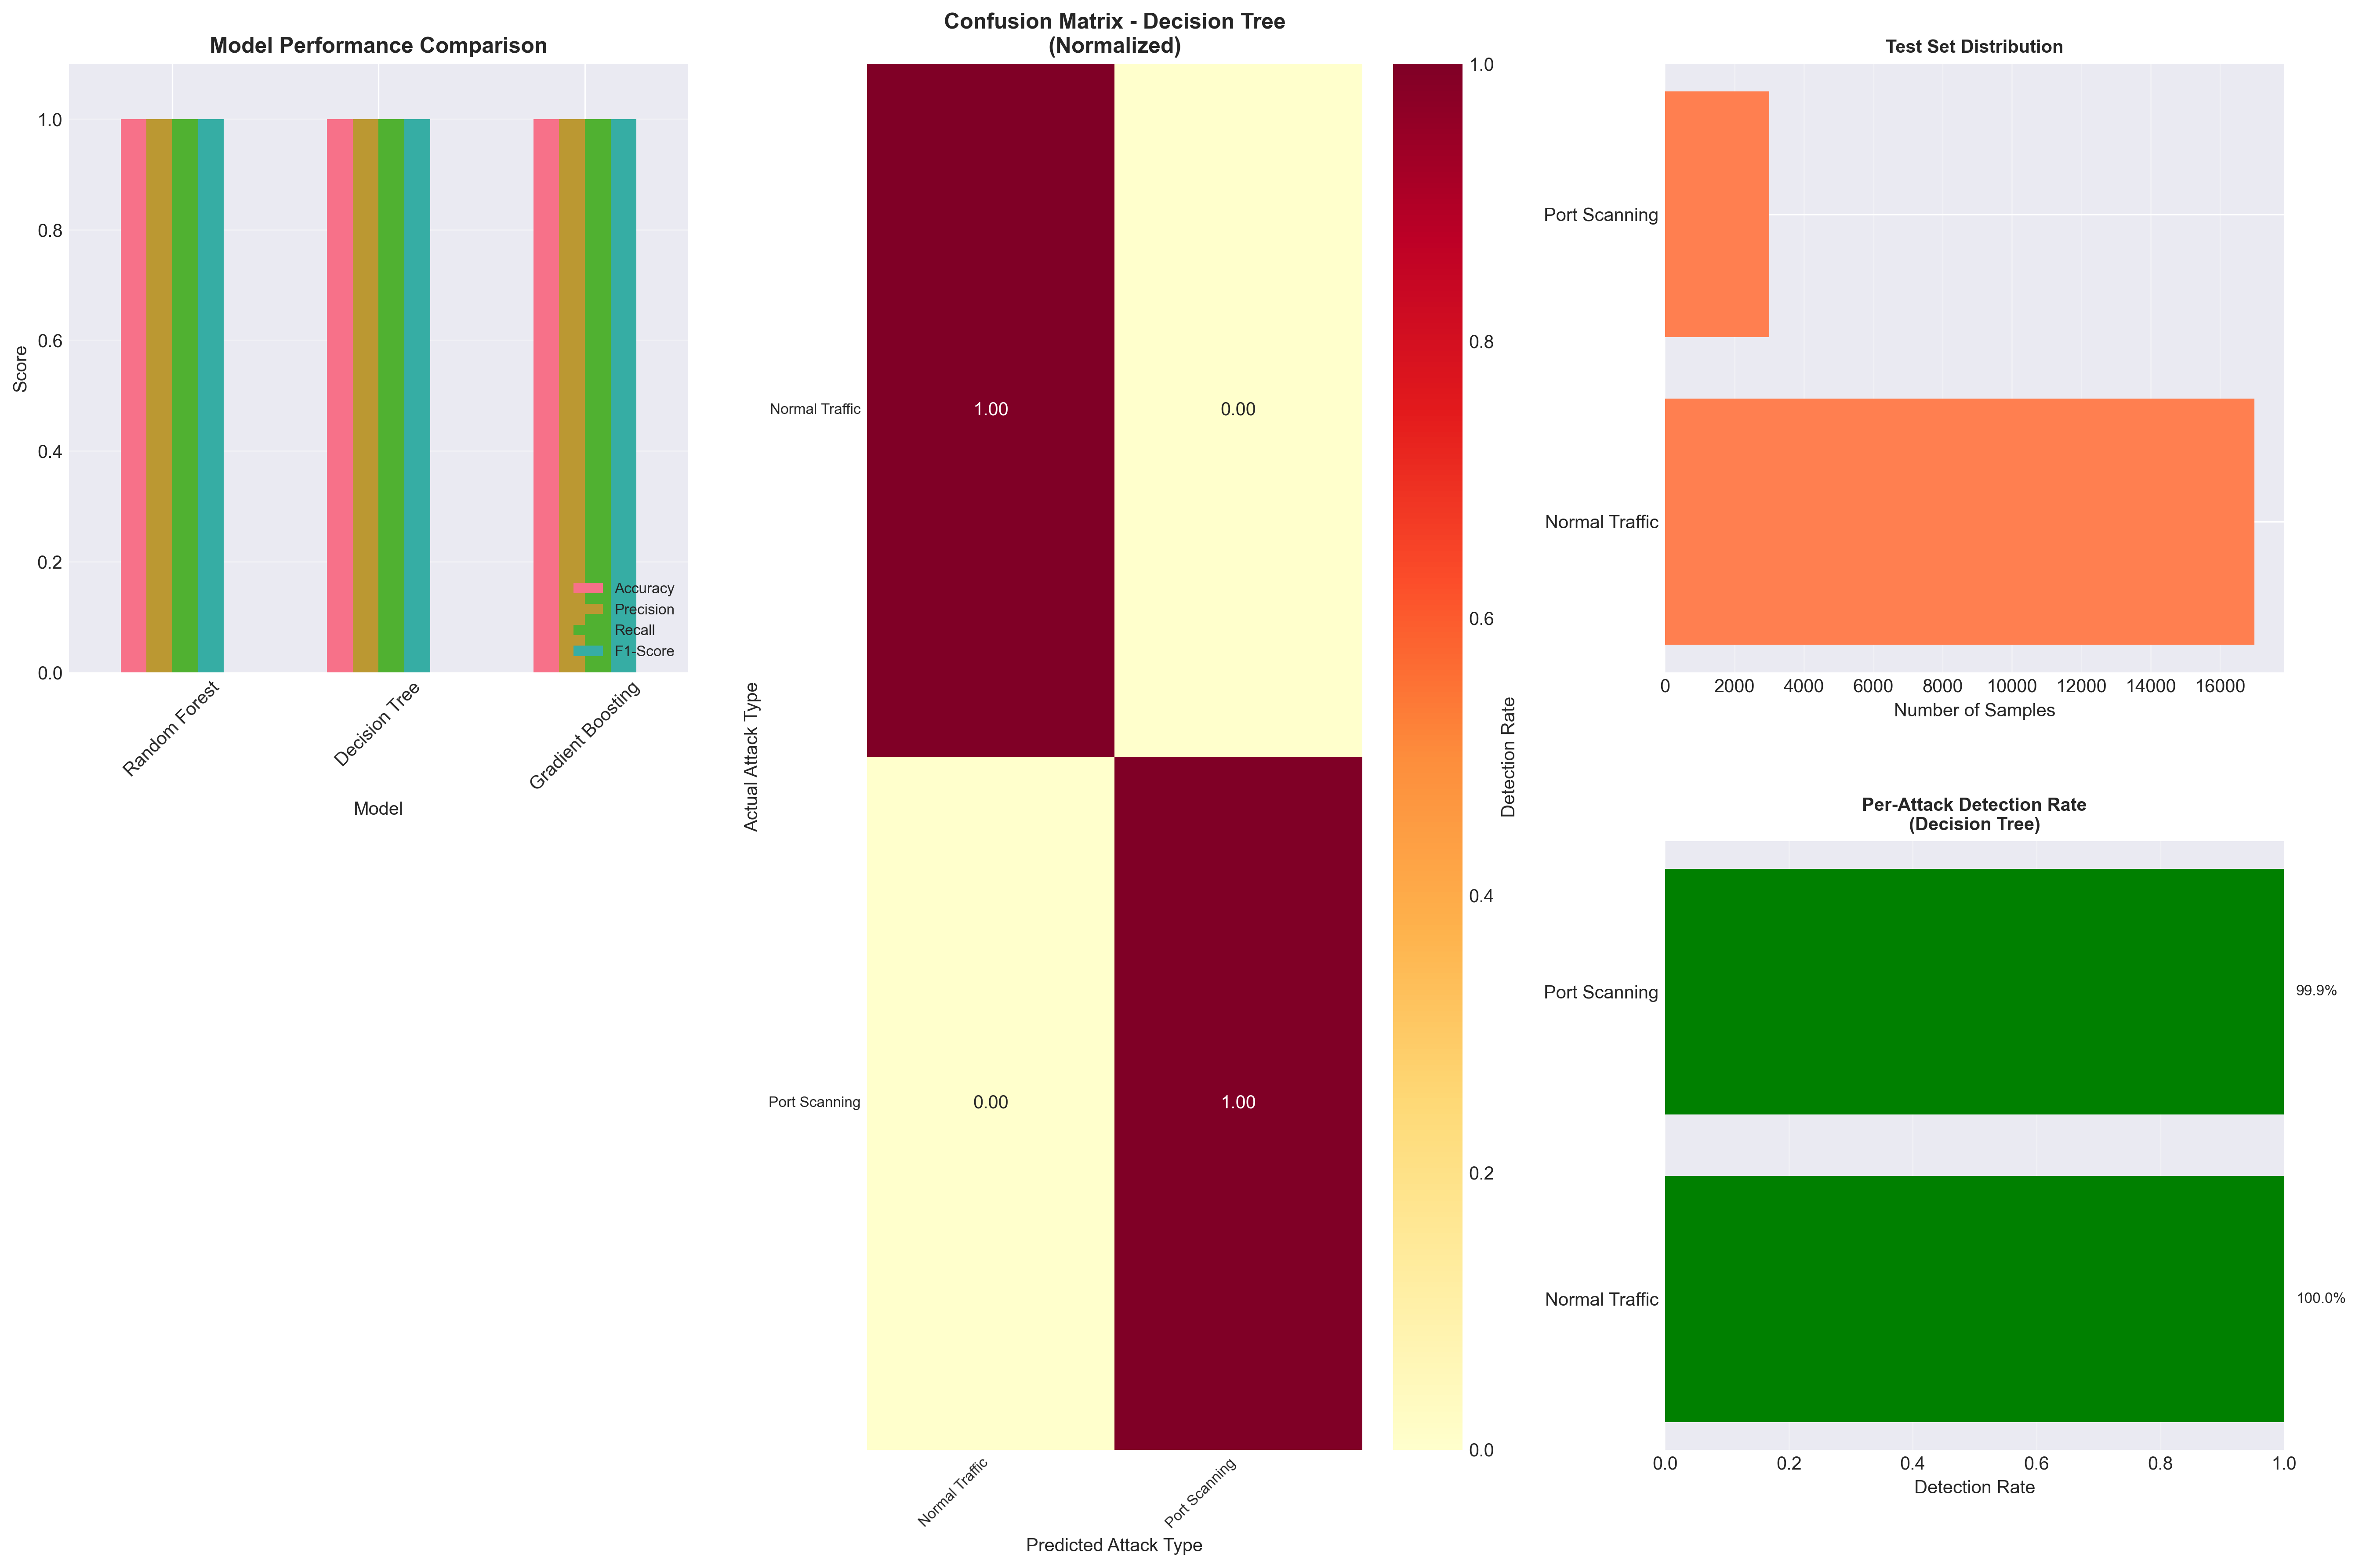 Model Performance Comparison
1.0
0.8
0.6
0.4
0.2
0.0
Score
Accuracy
Precision
Recall
F1-Score
Random Forest
Decision Tree
Gradient Boosting
Model
Confusion Matrix - Decision Tree
(Normalized)
Actual Attack Type
Normal Traffic
1.00
0.00
Port Scanning
0.00
1.00
Normal Traffic
Port Scanning
Predicted Attack Type
1.0
0.8
0.6
0.4
0.2
0.0
Detection Rate
Test Set Distribution
Port Scanning
Normal Traffic
0 2000 4000 6000 8000 10000 12000 14000 16000
Number of Samples
Per-Attack Detection Rate
(Decision Tree)
Port Scanning
99.9%
Normal Traffic
100.0%
0.0 0.2 0.4 0.6 0.8 1.0
Detection Rate